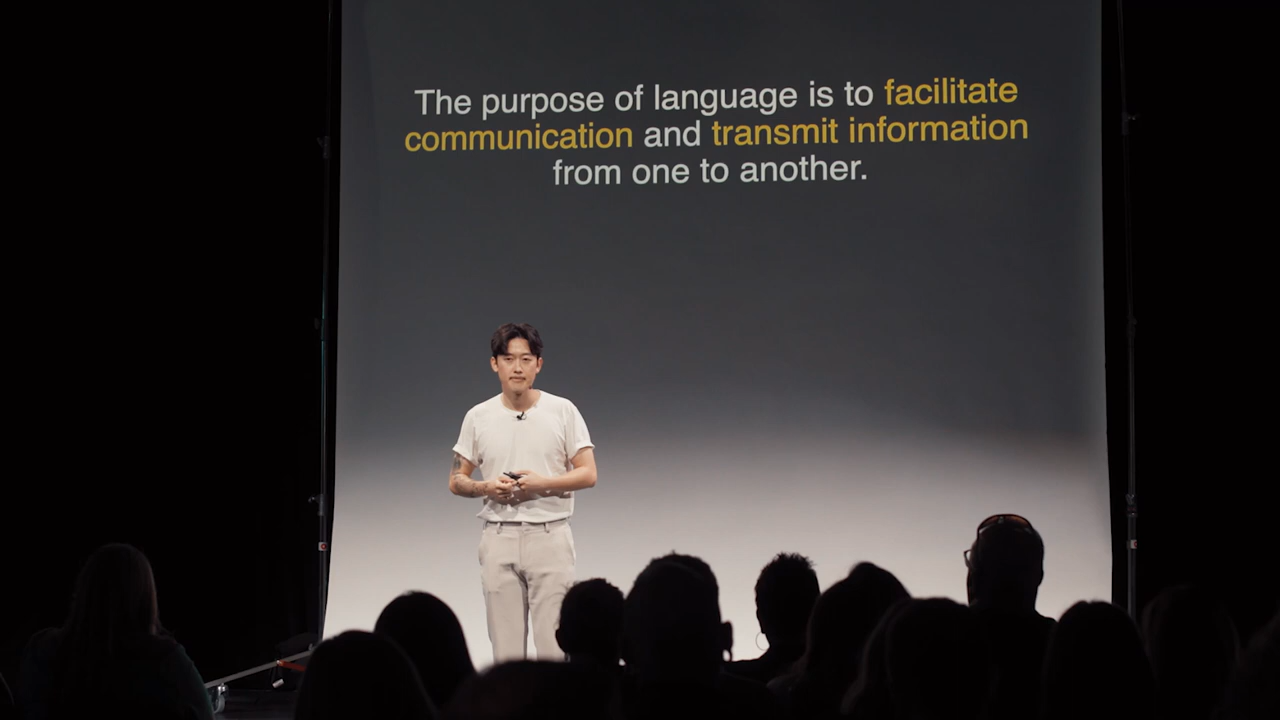 The purpose of language is to facilitate
communication and transmit information
from one to another.